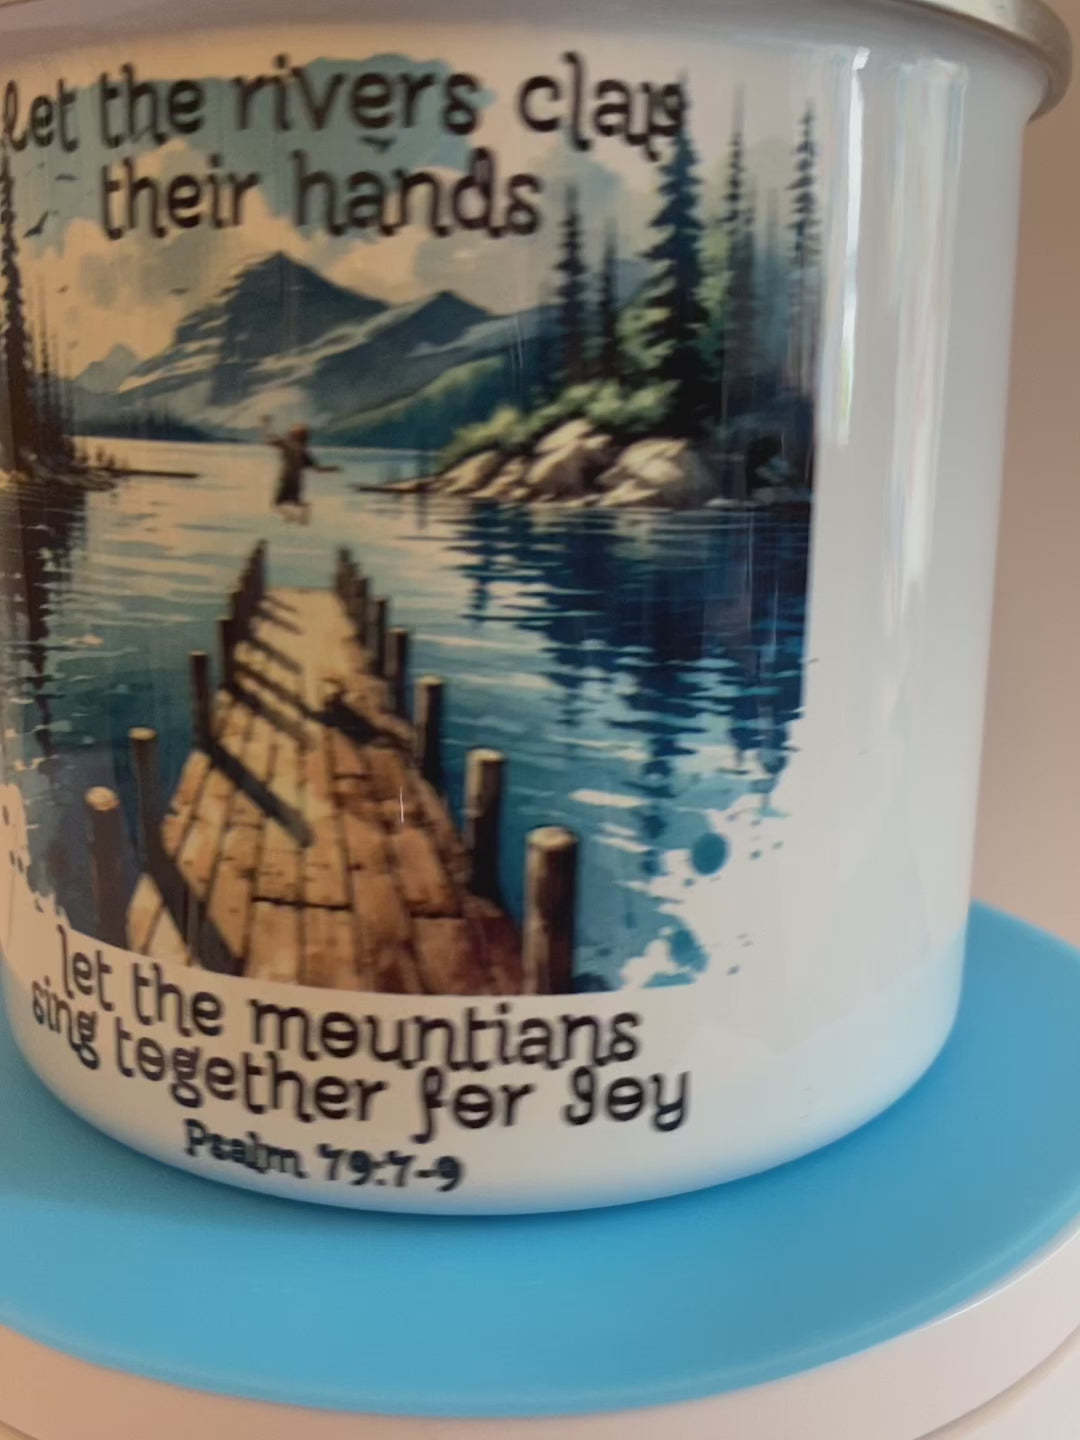 let the rivers clap
their hands
let the mountians
sing together for joy
Psalm 79:7-9